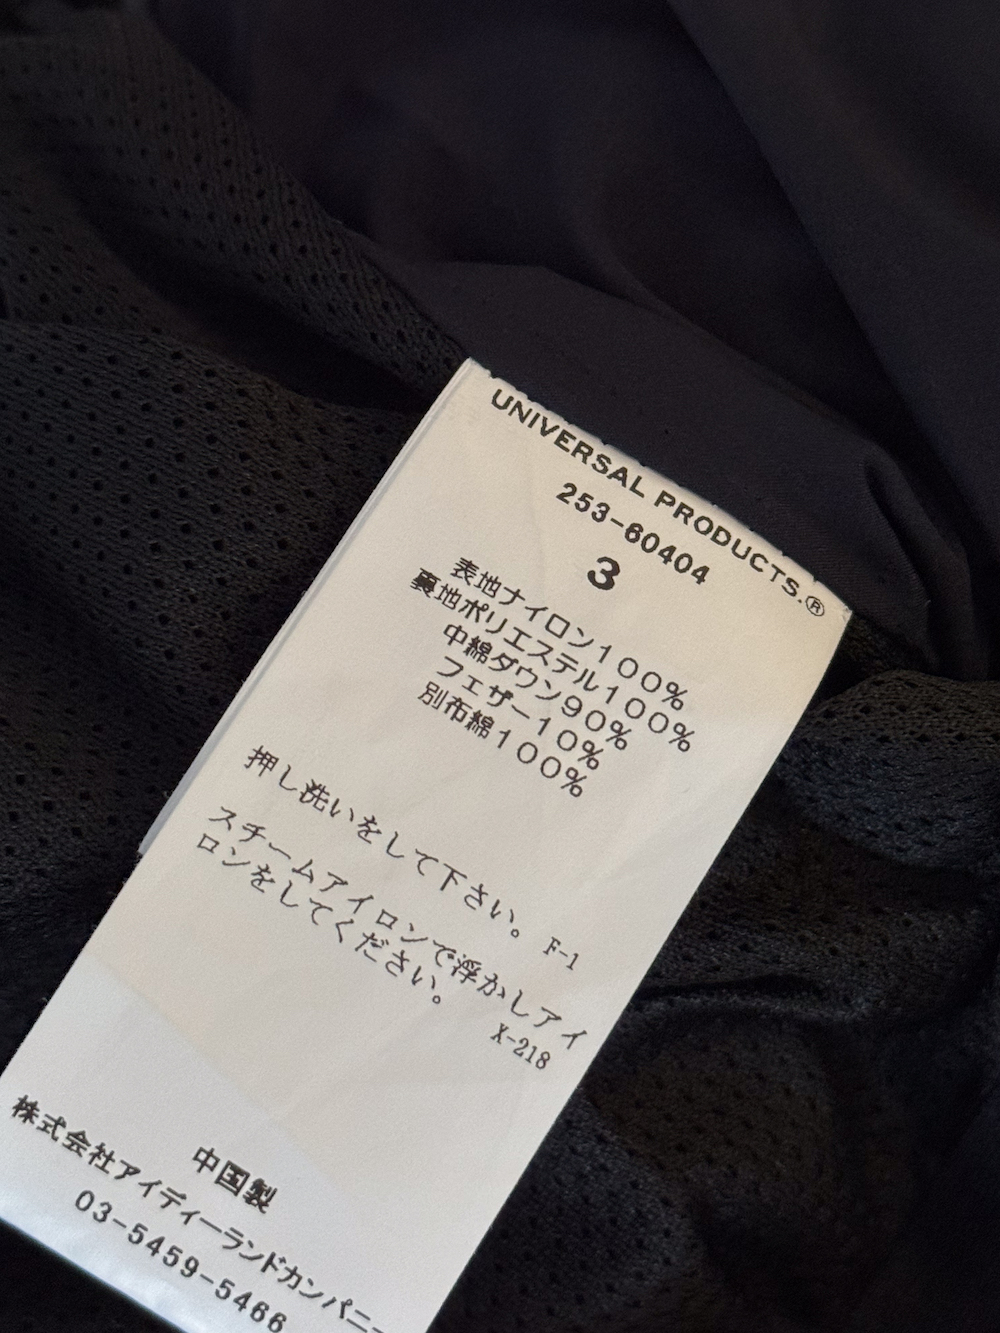 UNIVERSAL PRODUCTS.®
253-60404
3
表地ナイロン100%
裏地ポリエステル100%
中綿ダウン90%
フェザー10%
別布綿100%
押し洗いをして下さい。 F-1
スチームアイロンで浮かしアイ
ロンをしてください。 X-218
中国製
株式会社アイディーランドカンパニー
03-5459-5466